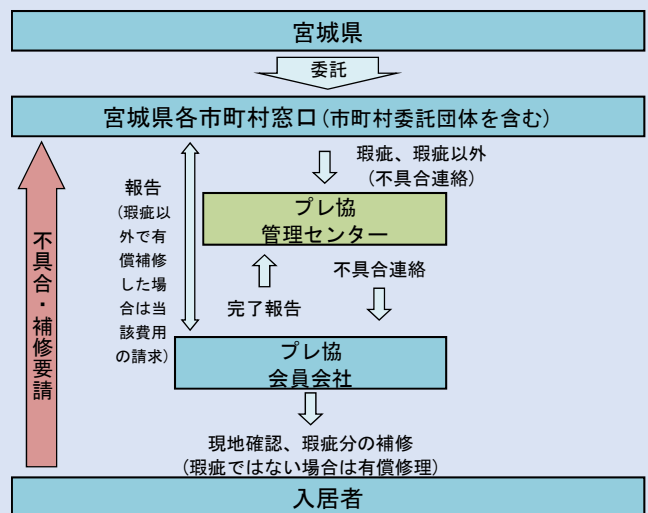 宮城県
委託
宮城県各市町村窓口(市町村委託団体を含む)
瑕疵、瑕疵以外
(不具合連絡)
報告
(瑕疵以
外で有
償補修
した場
合は当
該費用
の請求)
プレ協
管理センター
不具合連絡
完了報告
不具合・補修要請
プレ協
会員会社
現地確認、瑕疵分の補修
(瑕疵ではない場合は有償修理)
入居者